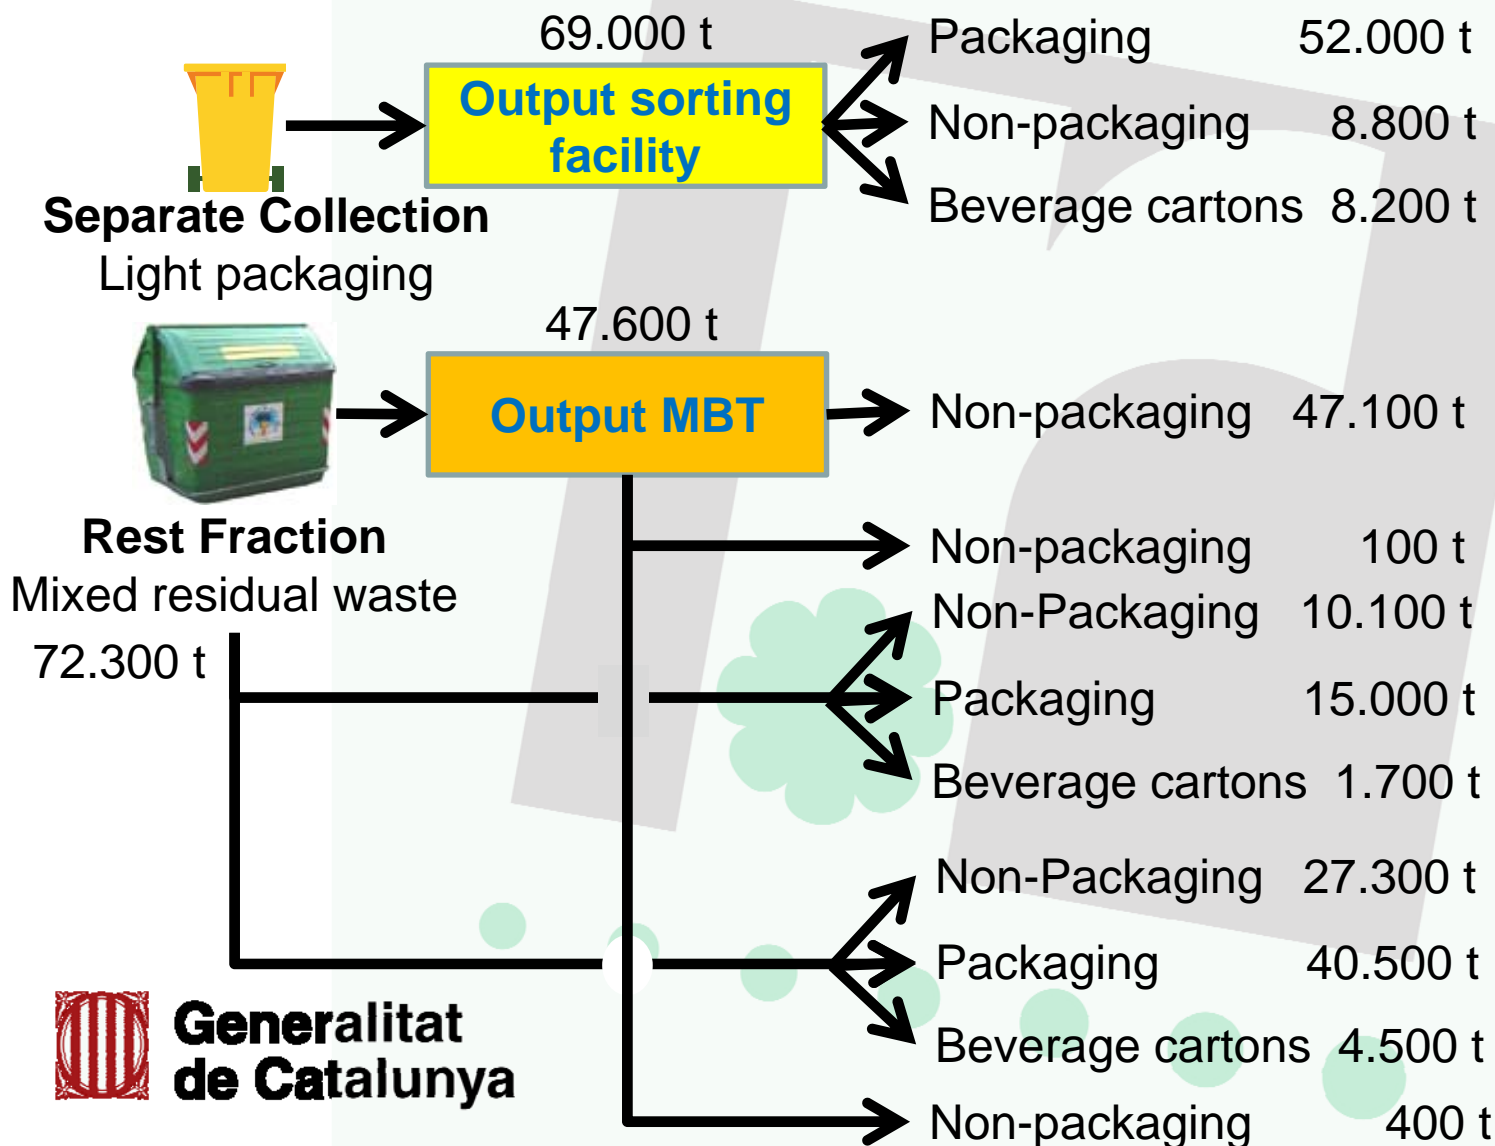 69.000 t
Output sorting
facility
Packaging 52.000 t
Non-packaging 8.800 t
Beverage cartons 8.200 t
Separate Collection
Light packaging
47.600 t
Output MBT
Non-packaging 47.100 t
Rest Fraction
Mixed residual waste
72.300 t
Non-packaging 100 t
Non-Packaging 10.100 t
Packaging 15.000 t
Beverage cartons 1.700 t
Non-Packaging 27.300 t
Packaging 40.500 t
Beverage cartons 4.500 t
Non-packaging 400 t
Generalitat
de Catalunya